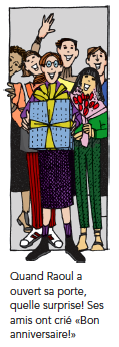 Quand Raoul a
ouvert sa porte,
quelle surprise! Ses
amis ont crié «Bon
anniversaire!»